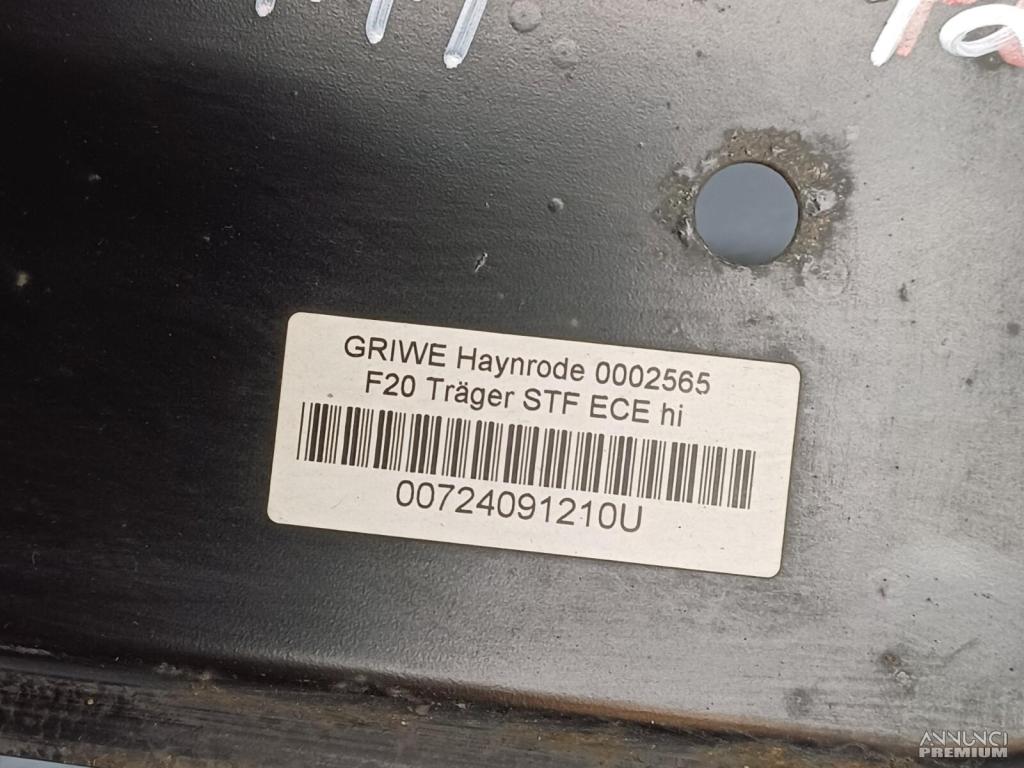 GRIWE Haynrode 0002565
F20 Träger STF ECE hi
00724091210U
ANNUNCI
PREMIUM